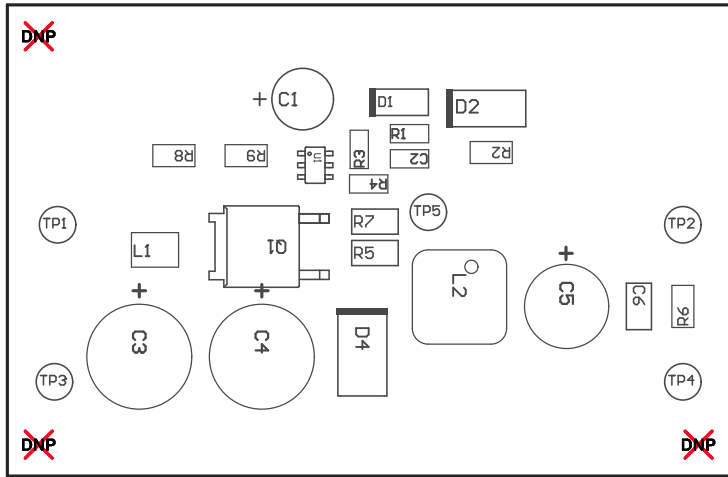 DNP
+ C1
D1
D2
R1
R3
U1
R8
R9
C2
R2
R4
TP1
R7
TP5
TP2
L1
Q1
R5
+
+
+
L2
C5
C6
R6
C3
C4
D4
TP3
TP4
DNP
DNP